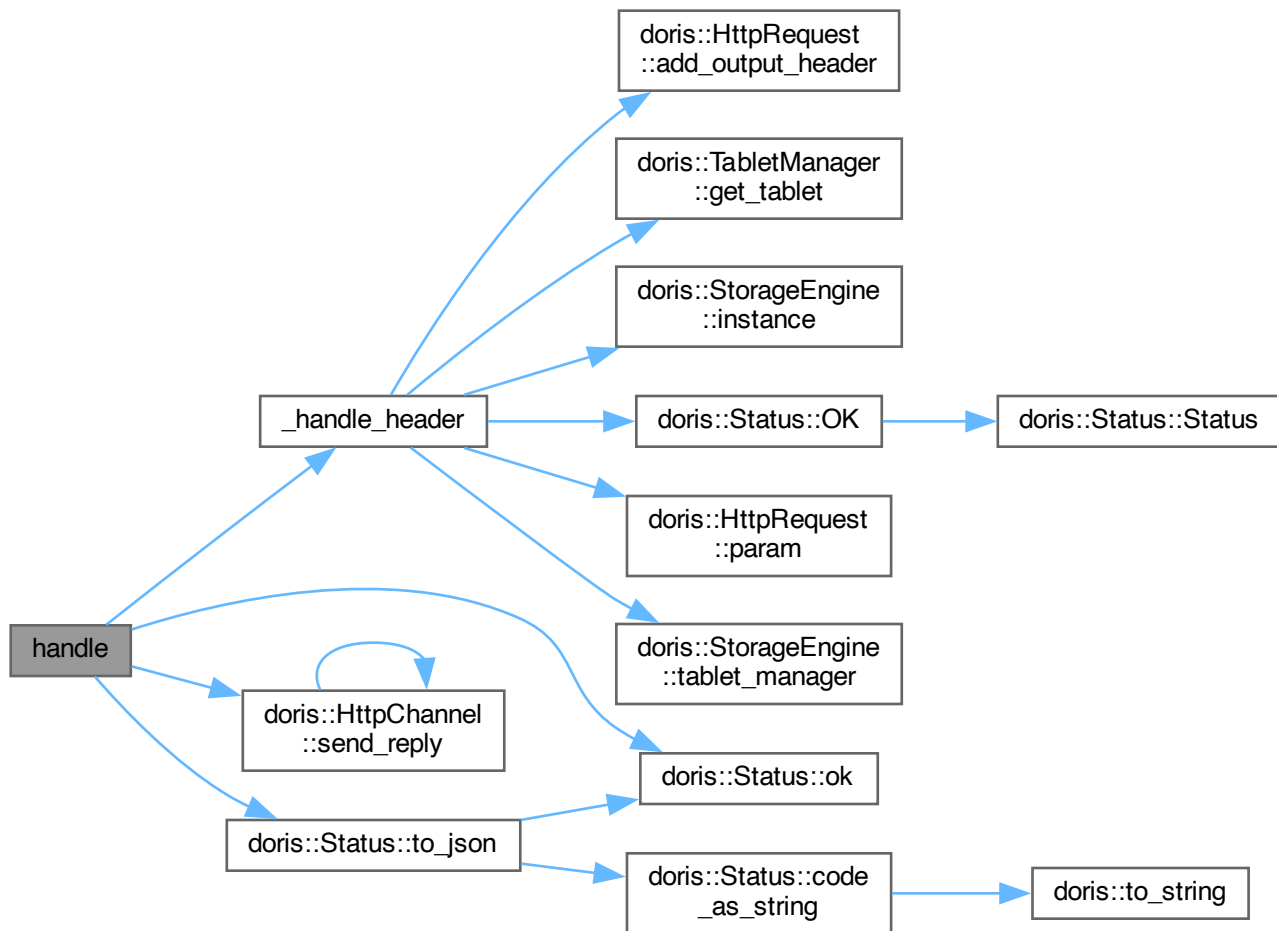 doris::HttpRequest
::add_output_header
doris::TabletManager
::get_tablet
doris::StorageEngine
::instance
_handle_header
doris::Status::OK
doris::Status::Status
doris::HttpRequest
::param
handle
doris::StorageEngine
::tablet_manager
doris::HttpChannel
::send_reply
doris::Status::ok
doris::Status::to_json
doris::Status::code
_as_string
doris::to_string